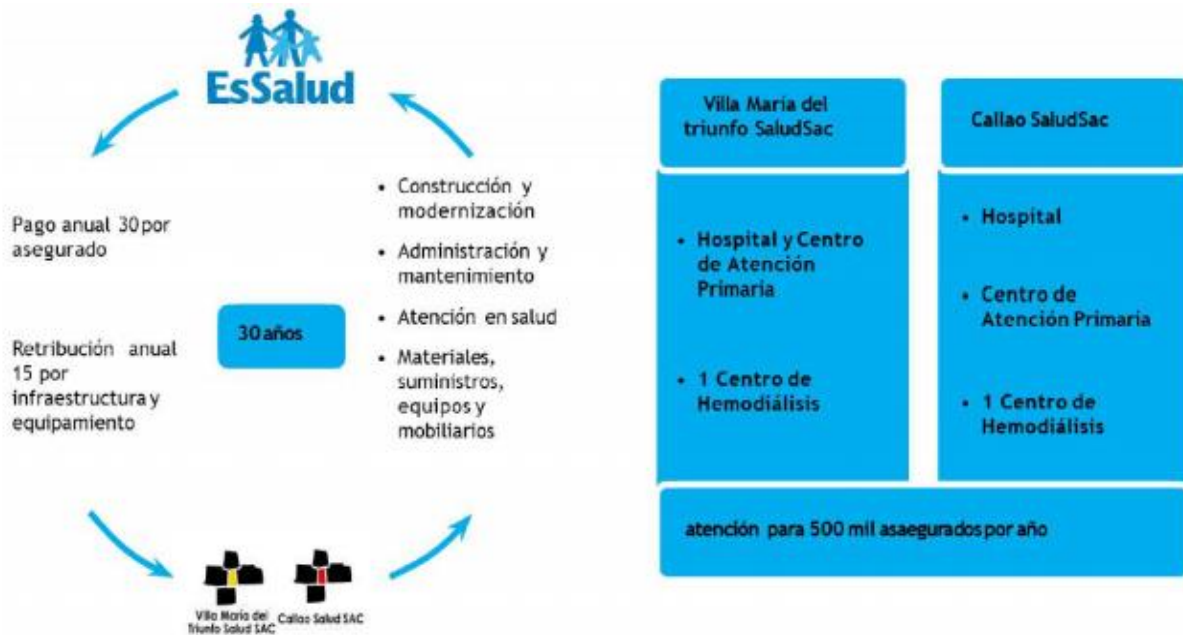 EsSalud
Pago anual 30 por
asegurado
Retribución anual
15 por
infraestructura y
equipamiento
30 años
• Construcción y
modernización
• Administración y
mantenimiento
• Atención en salud
• Materiales,
suministros,
equipos y
mobiliarios
Villa María del
Triunfo Salud SAC
Callao Salud SAC
Villa María del
triunfo SaludSac
• Hospital y Centro
de Atención
Primaria
• 1 Centro de
Hemodiálisis
Callao SaludSac
• Hospital
• Centro de
Atención Primaria
• 1 Centro de
Hemodiálisis
atención para 500 mil asaegurados por año